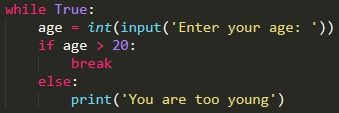 while True:
    age = int(input('Enter your age: '))
    if age > 20:
        break
    else:
        print('You are too young')